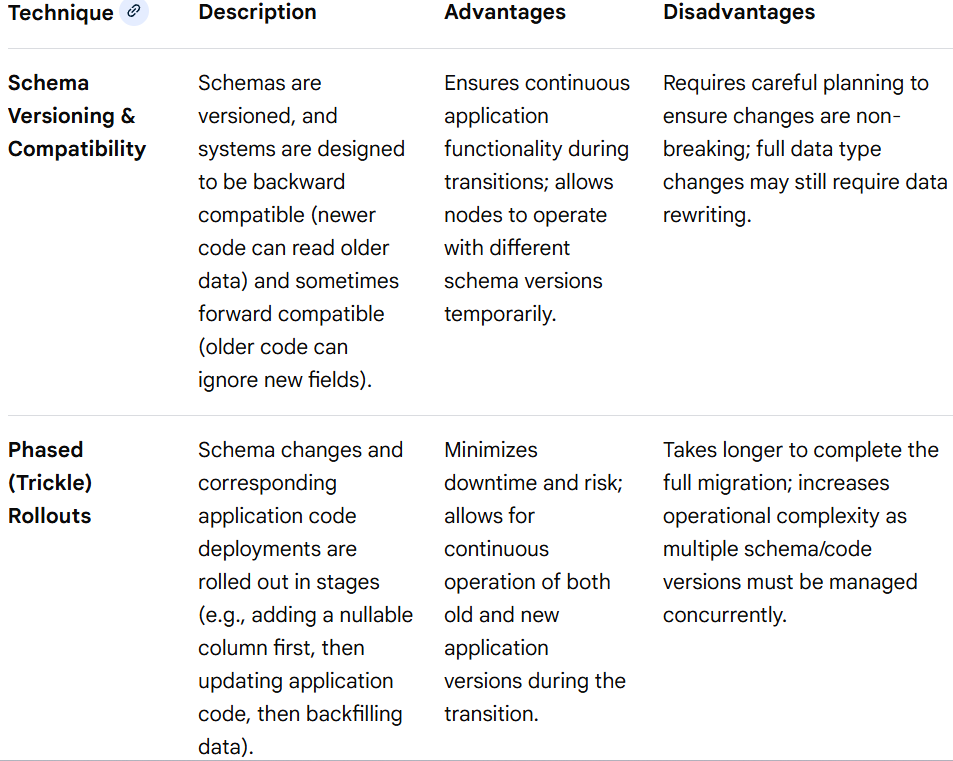 Technique Description Advantages Disadvantages
Schema
Versioning &
Compatibility
Schemas are
versioned, and
systems are designed
to be backward
compatible (newer
code can read older
data) and sometimes
forward compatible
(older code can
ignore new fields).
Ensures continuous
application
functionality during
transitions; allows
nodes to operate
with different
schema versions
temporarily.
Requires careful planning to
ensure changes are non-
breaking; full data type
changes may still require data
rewriting.
Phased
(Trickle)
Rollouts
Schema changes and
corresponding
application code
deployments are
rolled out in stages
(e.g., adding a nullable
column first, then
updating application
code, then backfilling
data).
Minimizes
downtime and risk;
allows for
continuous
operation of both
old and new
application
versions during the
transition.
Takes longer to complete the
full migration; increases
operational complexity as
multiple schema/code
versions must be managed
concurrently.